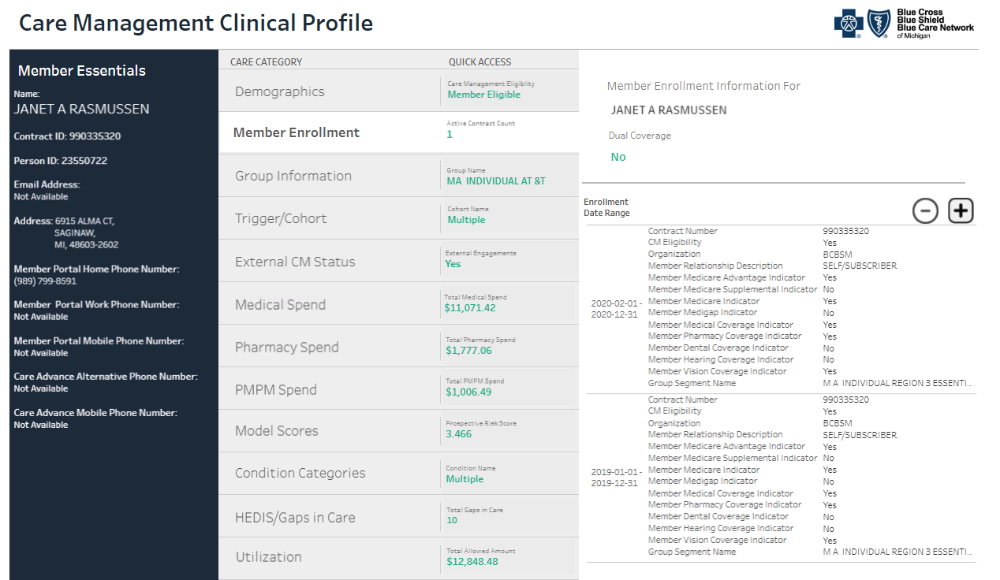 Care Management Clinical Profile
Blue Cross
Blue Shield
Blue Care Network
of Michigan
Member Essentials
Name:
JANET A RASMUSSEN
Contract ID: 990335320
Person ID: 23550722
Email Address:
Not Available
Address: 6915 ALMA CT,
SAGINAW,
MI, 48603-2602
Member Portal Home Phone Number:
(989) 799-8591
Member Portal Work Phone Number:
Not Available
Member Portal Mobile Phone Number:
Not Available
Care Advance Alternative Phone Number:
Not Available
Care Advance Mobile Phone Number:
Not Available
CARE CATEGORY QUICK ACCESS
Demographics
Care Management Eligiblity
Member Eligible
Member Enrollment
Active Contract Count
1
Group Information
Group Name
MA INDIVIDUAL AT &T
Trigger/Cohort
Cohort Name
Multiple
External CM Status
External Engagements
Yes
Medical Spend
Total Medical Spend
$11,071.42
Pharmacy Spend
Total Pharmacy Spend
$1,777.06
PMPM Spend
Total PMPM Spend
$1,006.49
Model Scores
Prospective Risk Score
3.466
Condition Categories
Condition Name
Multiple
HEDIS/Gaps in Care
Total Gaps in Care
10
Utilization
Total Allowed Amount
$12,848.48
Member Enrollment Information For
JANET A RASMUSSEN
Dual Coverage
No
Enrollment
Date Range
2020-02-01 -
2020-12-31
Contract Number 990335320
CM Eligibility Yes
Organization BCBSM
Member Relationship Description SELF/SUBSCRIBER
Member Medicare Advantage Indicator Yes
Member Medicare Supplemental Indicator No
Member Medicare Indicator Yes
Member Medigap Indicator No
Member Medical Coverage Indicator Yes
Member Pharmacy Coverage Indicator Yes
Member Dental Coverage Indicator No
Member Hearing Coverage Indicator No
Member Vision Coverage Indicator Yes
Group Segment Name M A INDIVIDUAL REGION 3 ESSENTI..
2019-01-01 -
2019-12-31
Contract Number 990335320
CM Eligibility Yes
Organization BCBSM
Member Relationship Description SELF/SUBSCRIBER
Member Medicare Advantage Indicator Yes
Member Medicare Supplemental Indicator No
Member Medicare Indicator Yes
Member Medigap Indicator No
Member Medical Coverage Indicator Yes
Member Pharmacy Coverage Indicator Yes
Member Dental Coverage Indicator No
Member Hearing Coverage Indicator No
Member Vision Coverage Indicator Yes
Group Segment Name M A INDIVIDUAL REGION 3 ESSENTI..